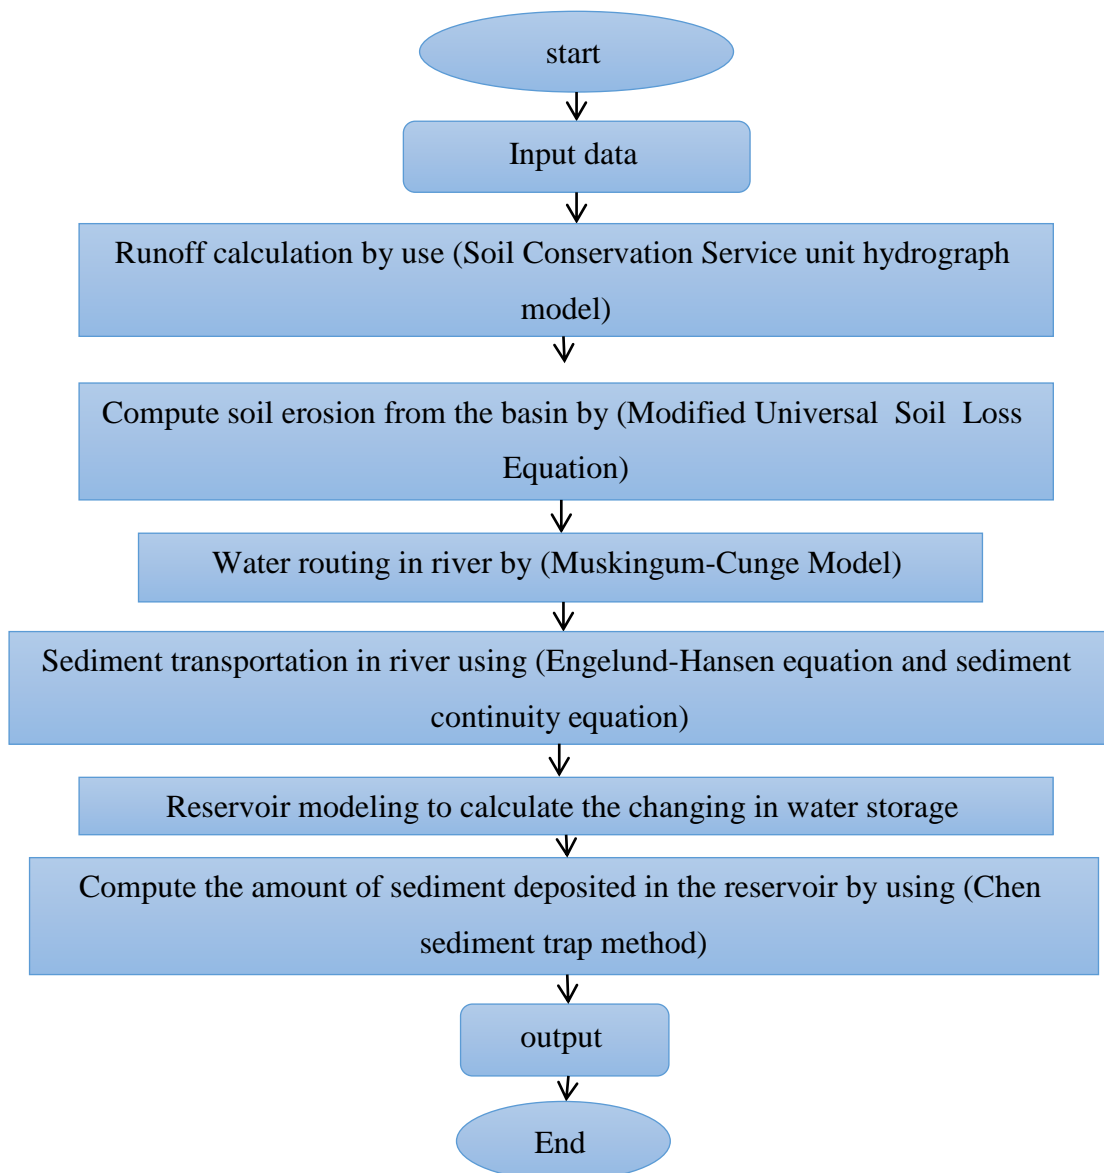 start
Input data
Runoff calculation by use (Soil Conservation Service unit hydrograph
model)
Compute soil erosion from the basin by (Modified Universal  Soil  Loss
Equation)
Water routing in river by (Muskingum-Cunge Model)
Sediment transportation in river using (Engelund-Hansen equation and sediment
continuity equation)
Reservoir modeling to calculate the changing in water storage
Compute the amount of sediment deposited in the reservoir by using (Chen
sediment trap method)
output
End